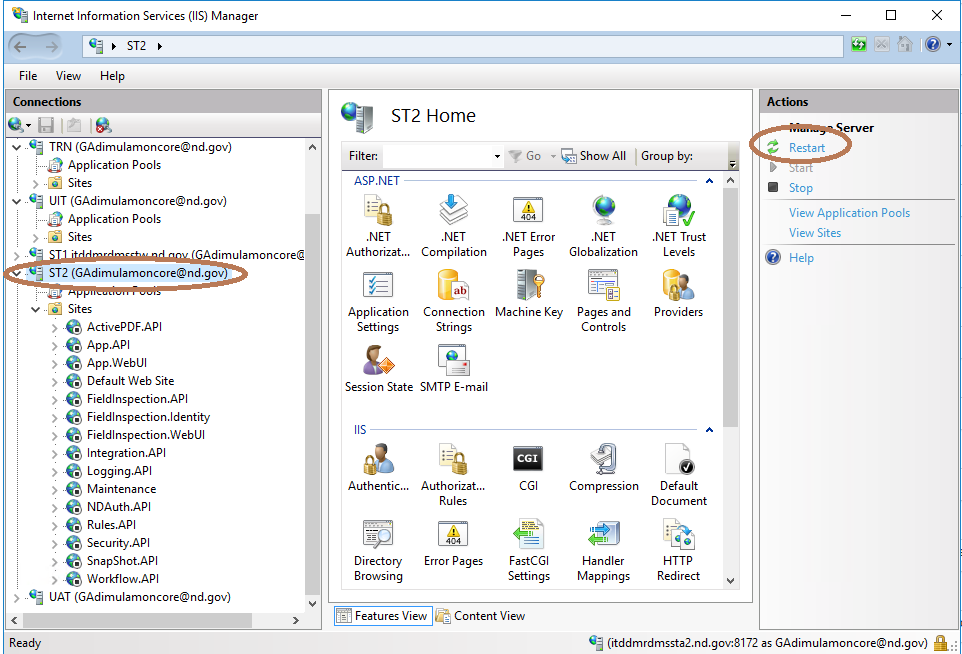 Internet Information Services (IIS) Manager
ST2
File View Help
Connections
TRN (GAdimulamoncore@nd.gov)
Application Pools
Sites
UIT (GAdimulamoncore@nd.gov)
Application Pools
Sites
ST1 itddmrdmsstw.nd.gov (GAdimulamoncore@
ST2 (GAdimulamoncore@nd.gov)
Application Pools
Sites
ActivePDF.API
App.API
App.WebUI
Default Web Site
FieldInspection.API
FieldInspection.Identity
FieldInspection.WebUI
Integration.API
Logging.API
Maintenance
NDAuth.API
Rules.API
Security.API
SnapShot.API
Workflow.API
UAT (GAdimulamoncore@nd.gov)
ST2 Home
Filter: Go Show All Group by:
ASP.NET
.NET Authorizat...
.NET Compilation
.NET Error Pages
.NET Globalization
.NET Trust Levels
Application Settings
Connection Strings
Machine Key
Pages and Controls
Providers
Session State
SMTP E-mail
IIS
Authentic...
Authorizat... Rules
CGI
Compression
Default Document
Directory Browsing
Error Pages
FastCGI Settings
Handler Mappings
HTTP Redirect
Features View Content View
Actions
Manage Server
Restart
Start
Stop
View Application Pools
View Sites
Help
Ready
(itddmrdmssta2.nd.gov:8172 as GAdimulamoncore@nd.gov)